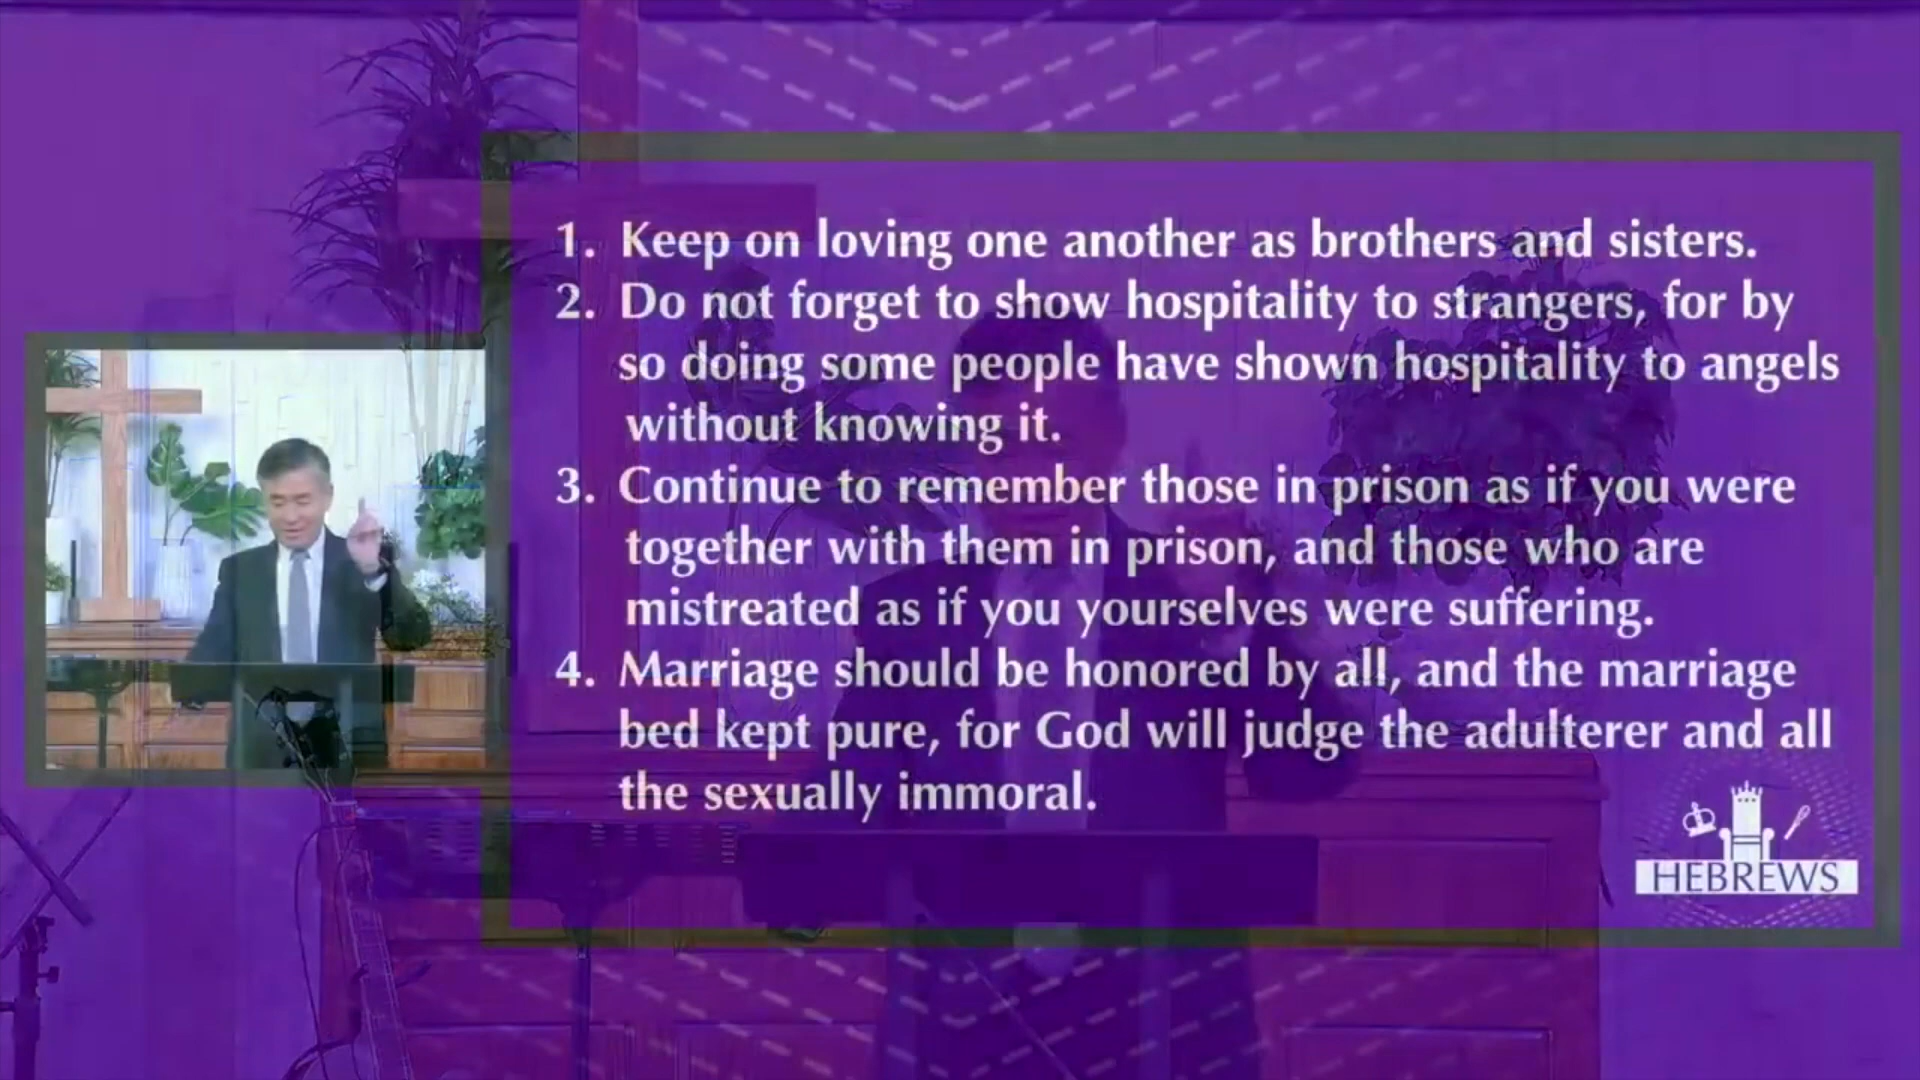 1. Keep on loving one another as brothers and sisters.
2. Do not forget to show hospitality to strangers, for by
so doing some people have shown hospitality to angels
without knowing it.
3. Continue to remember those in prison as if you were
together with them in prison, and those who are
mistreated as if you yourselves were suffering.
4. Marriage should be honored by all, and the marriage
bed kept pure, for God will judge the adulterer and all
the sexually immoral.
HEBREWS